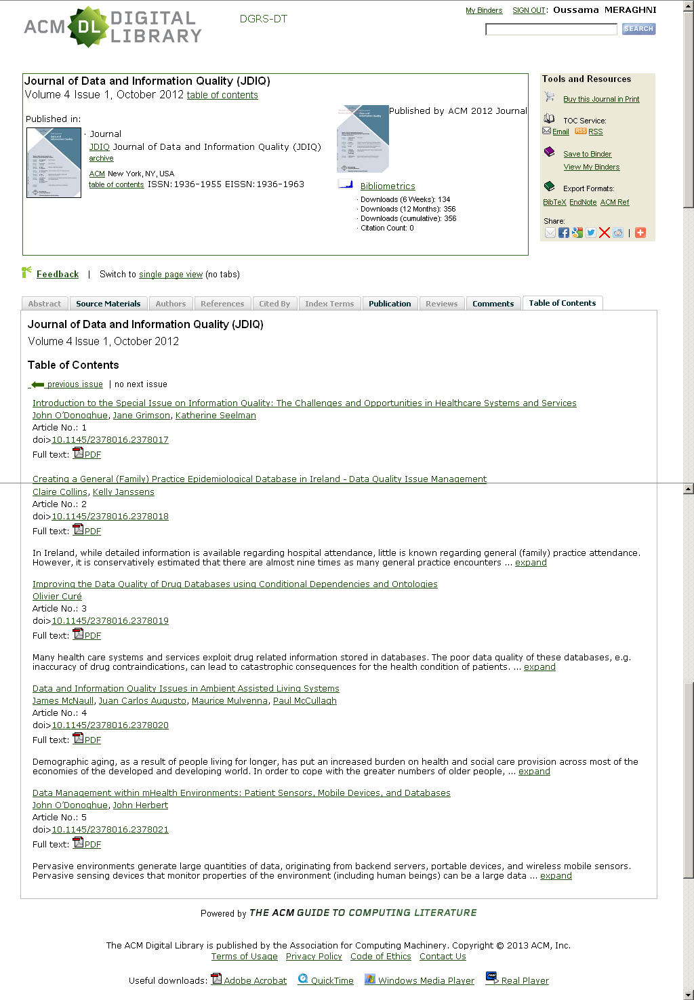 ACM DL DIGITAL LIBRARY
DGRS-DT
My Binders SIGN OUT: Oussama MERAGHNI
SEARCH
Journal of Data and Information Quality (JDIQ)
Volume 4 Issue 1, October 2012 table of contents
Published in:
· Journal
JDIQ Journal of Data and Information Quality (JDIQ)
archive
ACM New York, NY, USA
table of contents ISSN:1936-1955 EISSN:1936-1963
Published by ACM 2012 Journal
Bibliometrics
· Downloads (6 Weeks): 134
· Downloads (12 Months): 356
· Downloads (cumulative): 356
· Citation Count: 0
Tools and Resources
Buy this Journal in Print
TOC Service:
Email RSS RSS
Save to Binder
View My Binders
Export Formats:
BibTeX EndNote ACM Ref
Share:
|
Feedback | Switch to single page view (no tabs)
Abstract Source Materials Authors References Cited By Index Terms Publication Reviews Comments Table of Contents
Journal of Data and Information Quality (JDIQ)
Volume 4 Issue 1, October 2012
Table of Contents
previous issue | no next issue
Introduction to the Special Issue on Information Quality: The Challenges and Opportunities in Healthcare Systems and Services
John O'Donoghue, Jane Grimson, Katherine Seelman
Article No.: 1
doi>10.1145/2378016.2378017
Full text: PDF
Creating a General (Family) Practice Epidemiological Database in Ireland - Data Quality Issue Management
Claire Collins, Kelly Janssens
Article No.: 2
doi>10.1145/2378016.2378018
Full text: PDF
In Ireland, while detailed information is available regarding hospital attendance, little is known regarding general (family) practice attendance.
However, it is conservatively estimated that there are almost nine times as many general practice encounters ... expand
Improving the Data Quality of Drug Databases using Conditional Dependencies and Ontologies
Olivier Curé
Article No.: 3
doi>10.1145/2378016.2378019
Full text: PDF
Many health care systems and services exploit drug related information stored in databases. The poor data quality of these databases, e.g.
inaccuracy of drug contraindications, can lead to catastrophic consequences for the health condition of patients. ... expand
Data and Information Quality Issues in Ambient Assisted Living Systems
James McNaull, Juan Carlos Augusto, Maurice Mulvenna, Paul McCullagh
Article No.: 4
doi>10.1145/2378016.2378020
Full text: PDF
Demographic aging, as a result of people living for longer, has put an increased burden on health and social care provision across most of the
economies of the developed and developing world. In order to cope with the greater numbers of older people, ... expand
Data Management within mHealth Environments: Patient Sensors, Mobile Devices, and Databases
John O'Donoghue, John Herbert
Article No.: 5
doi>10.1145/2378016.2378021
Full text: PDF
Pervasive environments generate large quantities of data, originating from backend servers, portable devices, and wireless mobile sensors.
Pervasive sensing devices that monitor properties of the environment (including human beings) can be a large data ... expand
Powered by THE ACM GUIDE TO COMPUTING LITERATURE
The ACM Digital Library is published by the Association for Computing Machinery. Copyright © 2013 ACM, Inc.
Terms of Usage Privacy Policy Code of Ethics Contact Us
Useful downloads: Adobe Acrobat QuickTime Windows Media Player Real Player